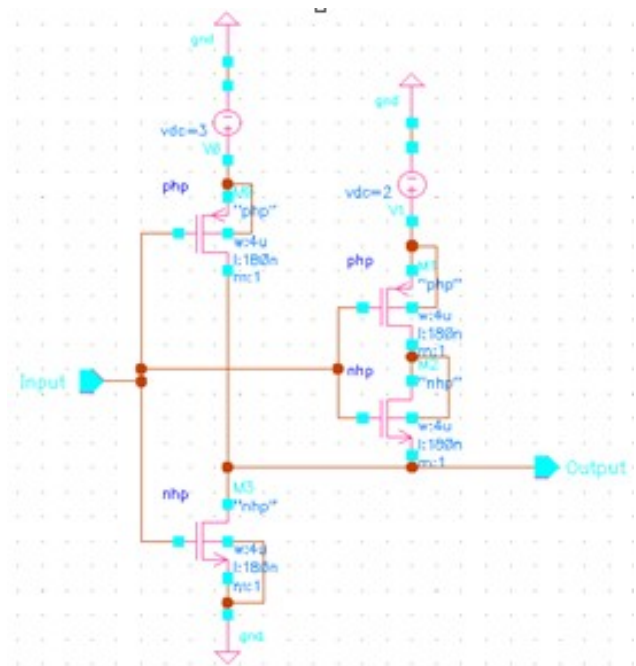 gnd
vdc=3
V0
php
"php"
w:4u
l:180n
m:1
gnd
vdc=2
V1
php
M1
"php"
w:4u
l:180n
m:1
nhp
M2
"nhp"
w:4u
l:180n
m:1
Input
Output
nhp
M3
"nhp"
w:4u
l:180n
m:1
gnd